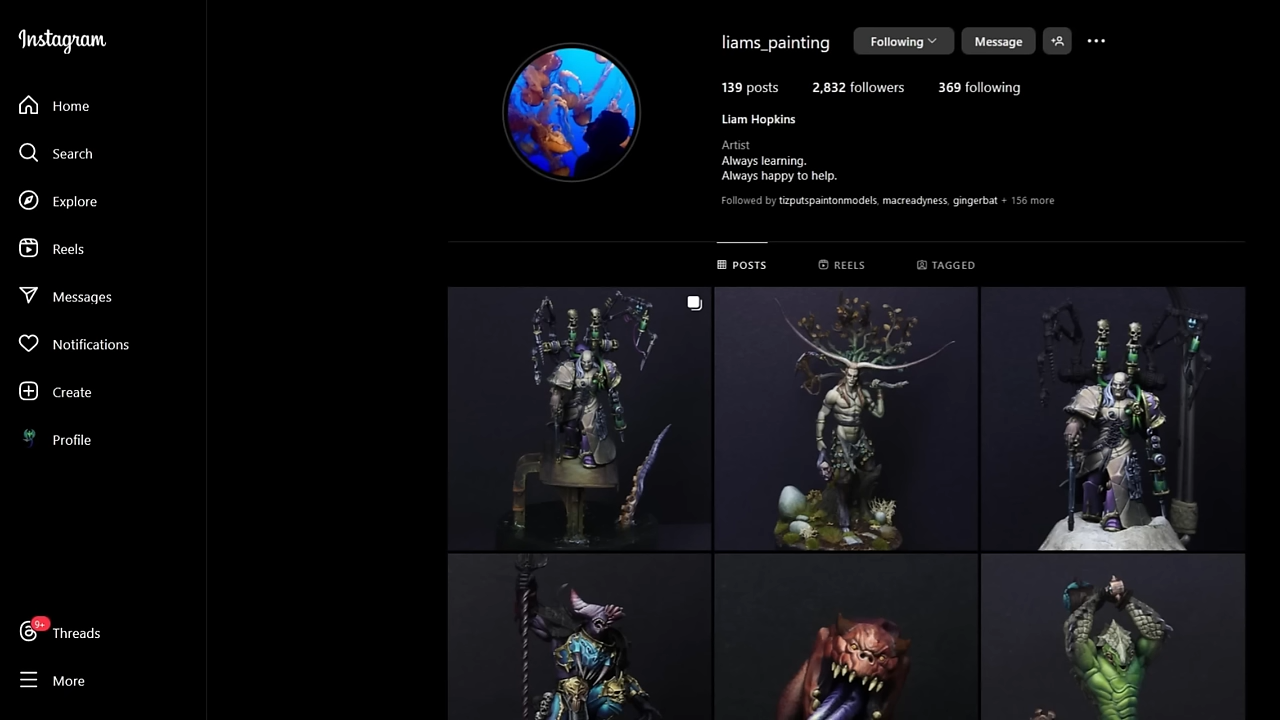 Instagram
Home
Search
Explore
Reels
Messages
Notifications
Create
Profile
9+
Threads
More
liams_painting
Following
Message
139 posts
2,832 followers
369 following
Liam Hopkins
Artist
Always learning.
Always happy to help.
Followed by tizputspaintonmodels, macreadyness, gingerbat + 156 more
POSTS
REELS
TAGGED